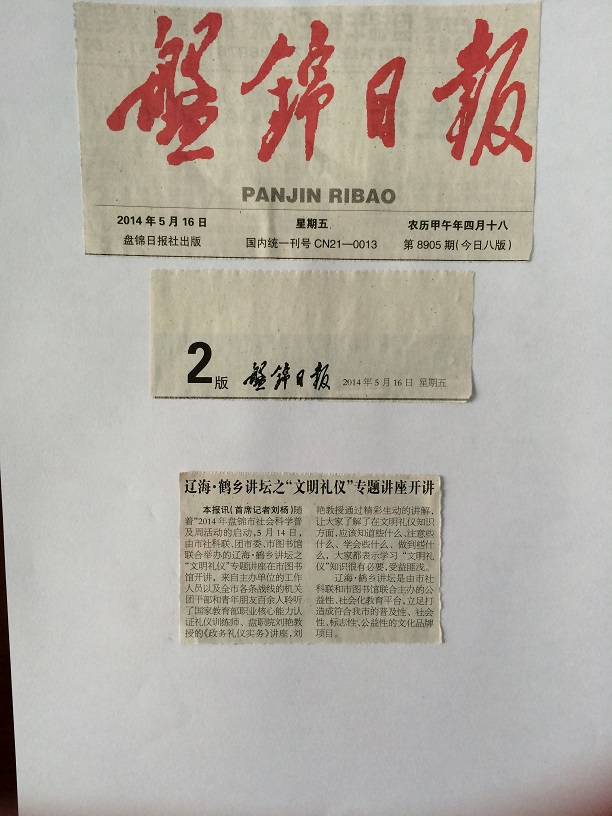 盤錦日報
PANJIN RIBAO
2014年5月16日 星期五 农历甲午年四月十八
盘锦日报社出版 国内统一刊号 CN21—0013 第8905期(今日八版)
2版 盤錦日報 2014年5月16日 星期五
辽海·鹤乡讲坛之“文明礼仪”专题讲座开讲
本报讯(首席记者刘杨)随
着“2014年盘锦市社会科学普
及周活动的启动,5月14日,
由市社科联、团市委、市图书馆
联合举办的辽海·鹤乡讲坛之
“文明礼仪”专题讲座在市图书
馆开讲,来自主办单位的工作
人员以及全市各条战线的机关
团干部和青年朋友百余人聆听
了国家教育部职业核心能力认
证礼仪训练师、盘职院刘艳教
授的《政务礼仪实务》讲座,刘
艳教授通过精彩生动的讲解,
让大家了解了在文明礼仪知识
方面,应该知道些什么、注意些
什么、学会些什么、做到些什
么,大家都表示学习“文明礼
仪”知识很有必要,受益匪浅。
辽海·鹤乡讲坛是由市社
科联和市图书馆联合主办的公
益性、社会化教育平台,立足打
造成符合我市的普及性、社会
性、标志性、公益性的文化品牌
项目。